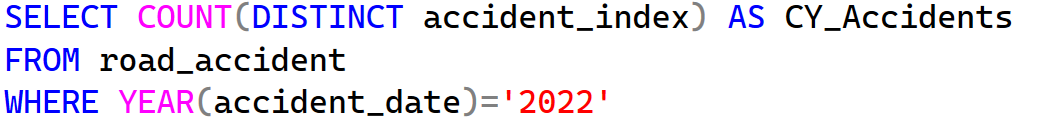 SELECT COUNT(DISTINCT accident_index) AS CY_Accidents
FROM road_accident
WHERE YEAR(accident_date)='2022'